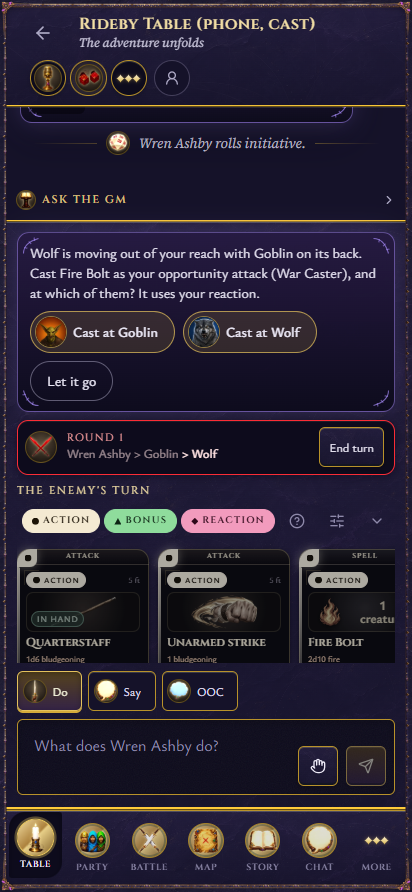 Rideby Table (phone, cast)
The adventure unfolds
Wren Ashby rolls initiative.
ASK THE GM
Wolf is moving out of your reach with Goblin on its back.
Cast Fire Bolt as your opportunity attack (War Caster), and
at which of them? It uses your reaction.
Cast at Goblin
Cast at Wolf
Let it go
ROUND 1
Wren Ashby > Goblin > Wolf
End turn
THE ENEMY'S TURN
ACTION
BONUS
REACTION
ATTACK
ATTACK
SPELL
ACTION
5 ft
ACTION
5 ft
ACTION
IN HAND
1
creatu
Quarterstaff
Unarmed strike
Fire Bolt
1d6 bludgeoning
1 bludgeoning
2d10 fire
Do
Say
OOC
What does Wren Ashby do?
TABLE
PARTY
BATTLE
MAP
STORY
CHAT
MORE